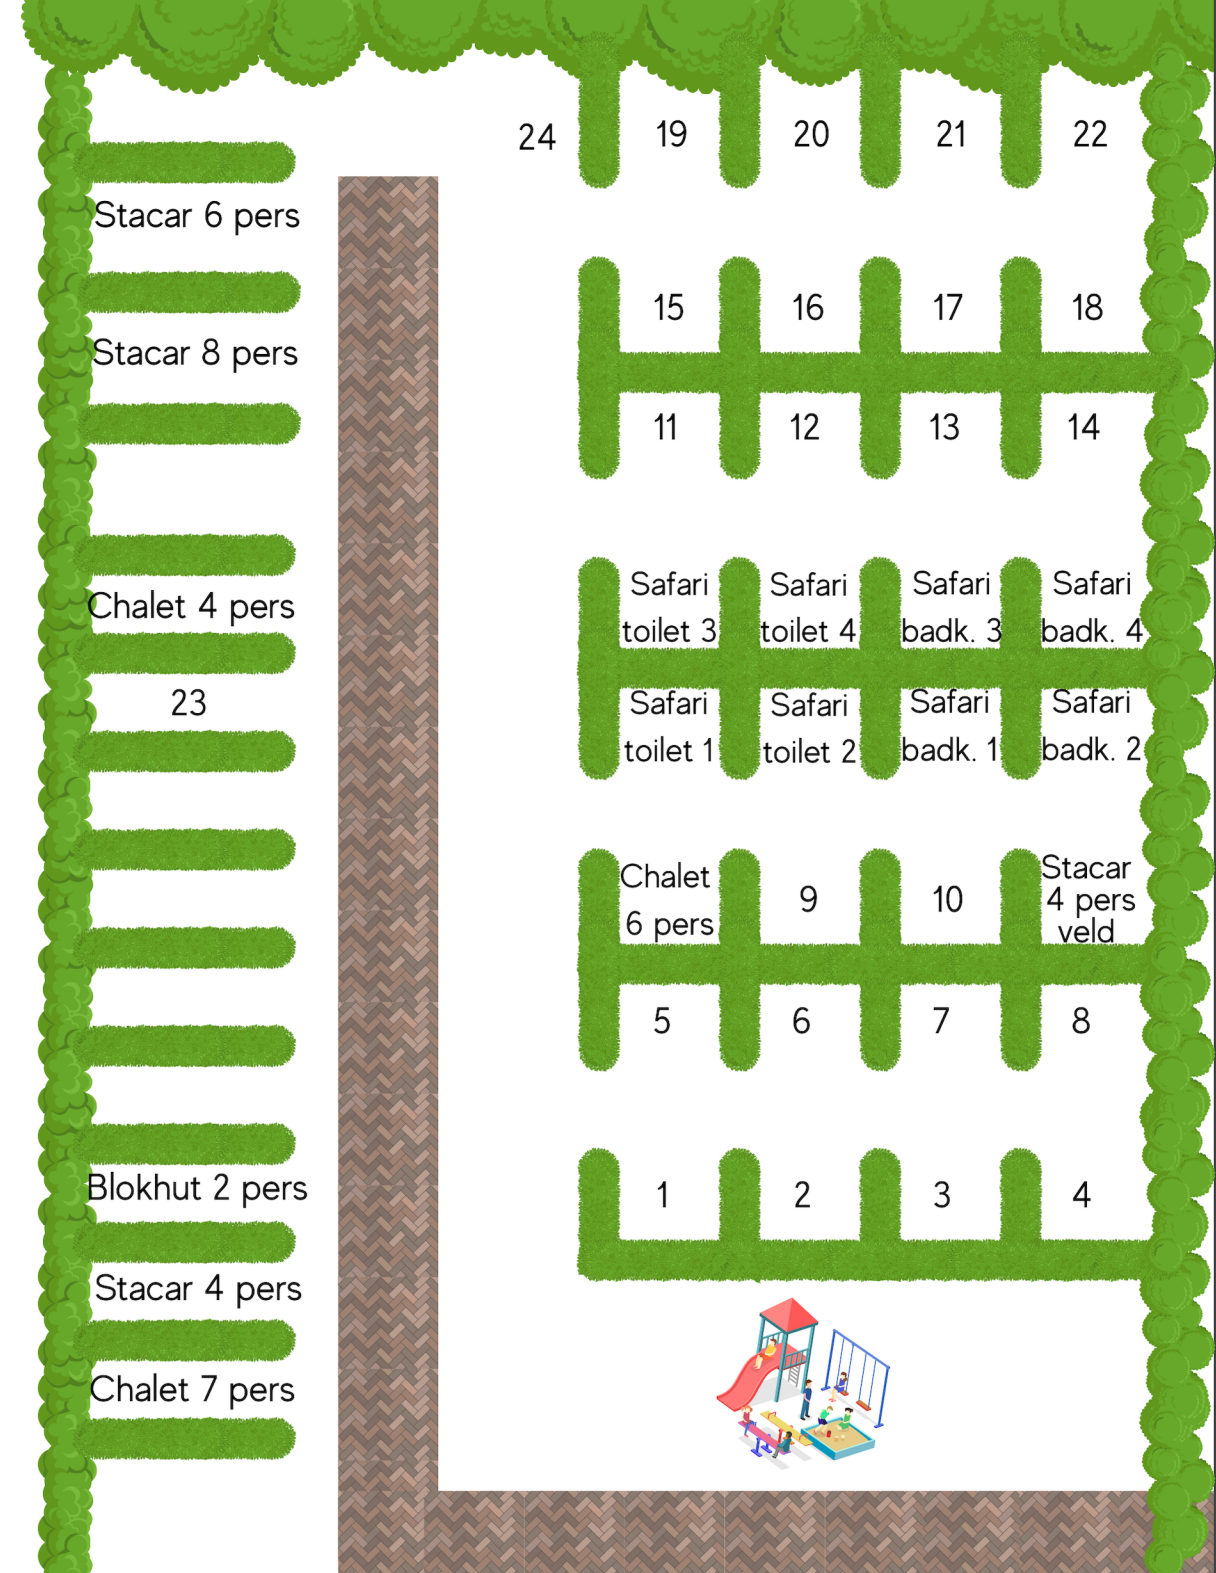 24
19
20
21
22
Stacar 6 pers
15
16
17
18
Stacar 8 pers
11
12
13
14
Safari
toilet 3
Safari
toilet 4
Safari
badk. 3
Safari
badk. 4
Chalet 4 pers
23
Safari
toilet 1
Safari
toilet 2
Safari
badk. 1
Safari
badk. 2
Chalet
6 pers
9
10
Stacar
4 pers
veld
5
6
7
8
Blokhut 2 pers
1
2
3
4
Stacar 4 pers
Chalet 7 pers